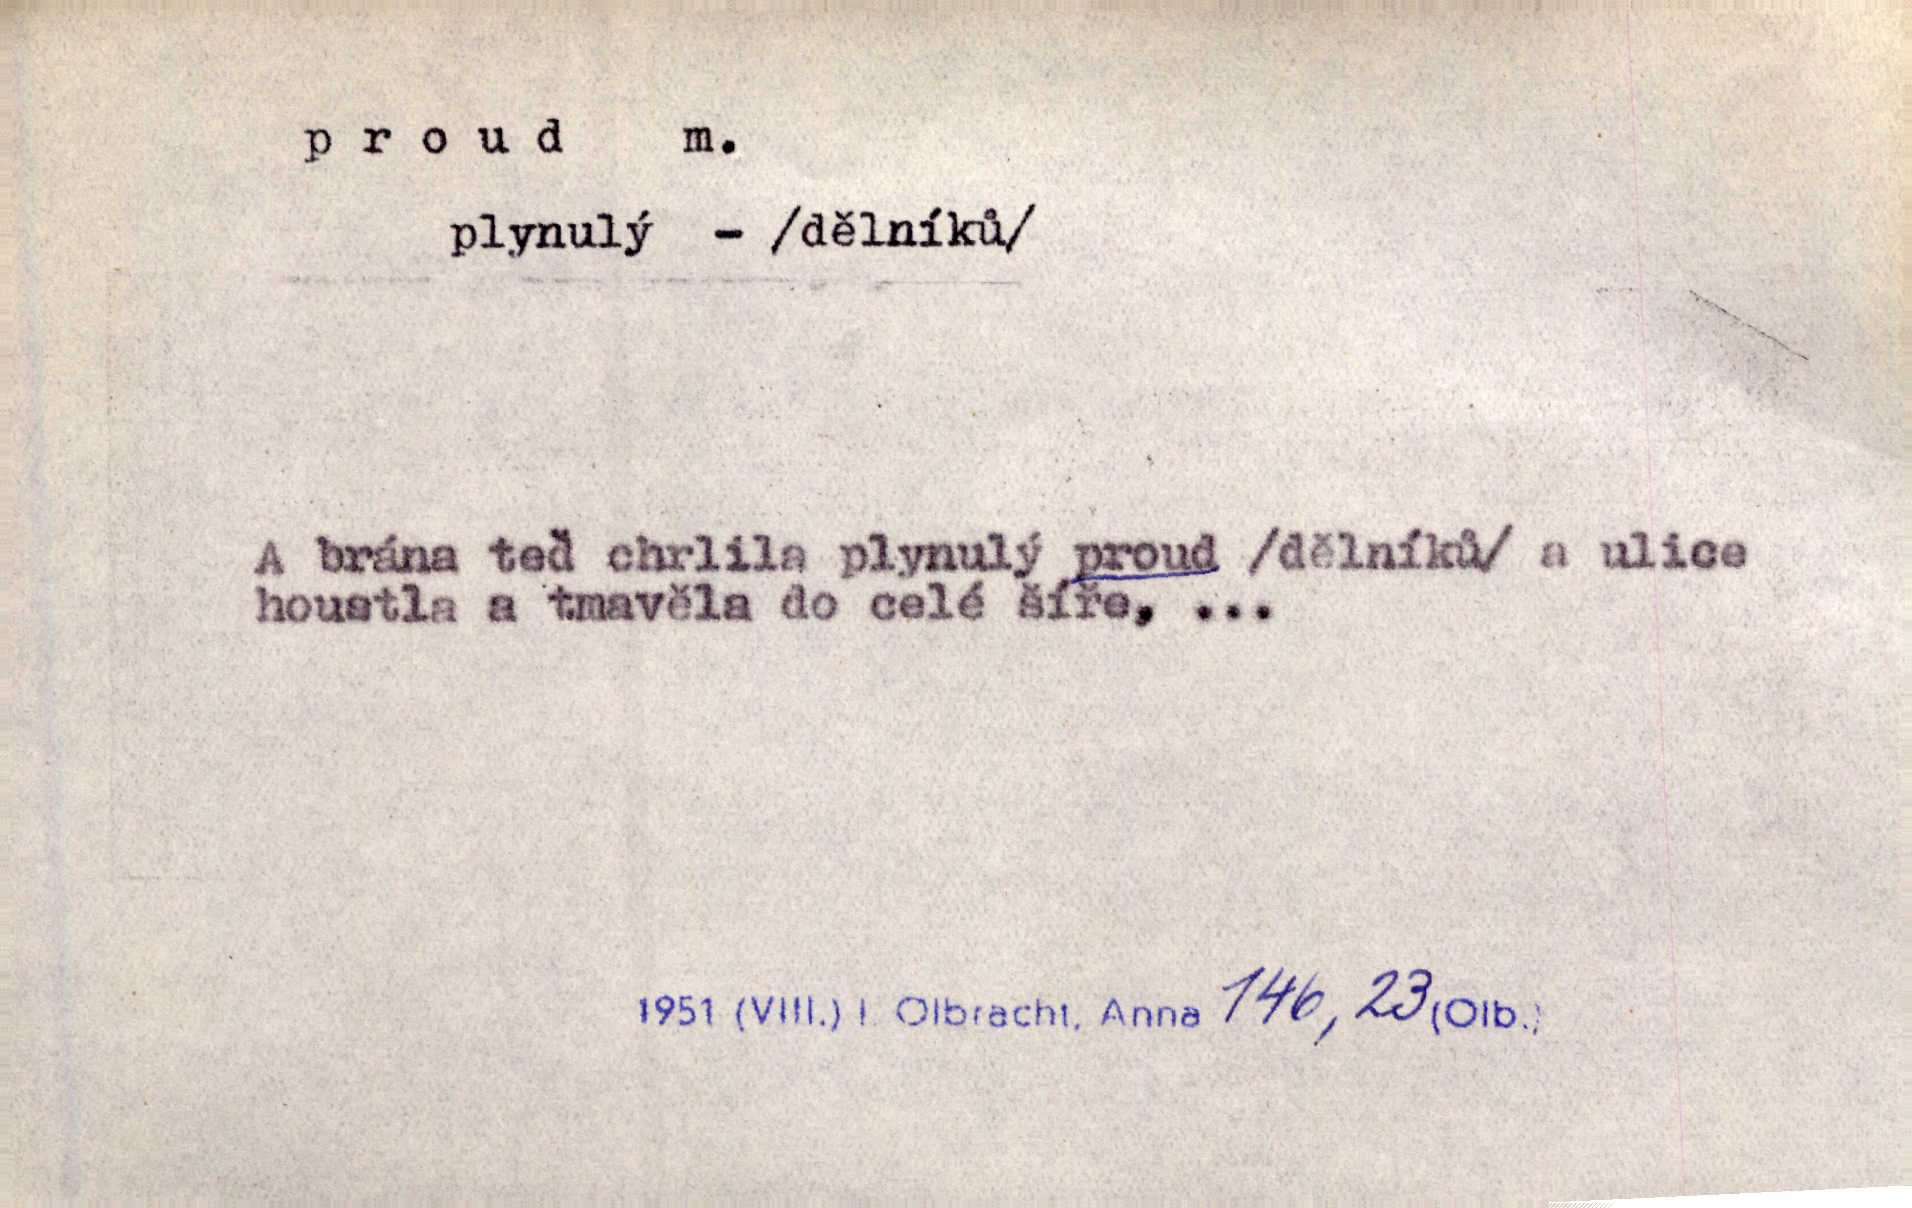 proud m.
plynulý - /dělníků/
A brána teď chrlila plynulý proud /dělníků/ a ulice
houstla a tmavěla do celé šíře, ...
1951 (VIII.) I. Olbracht, Anna 146, 23 (Olb.)